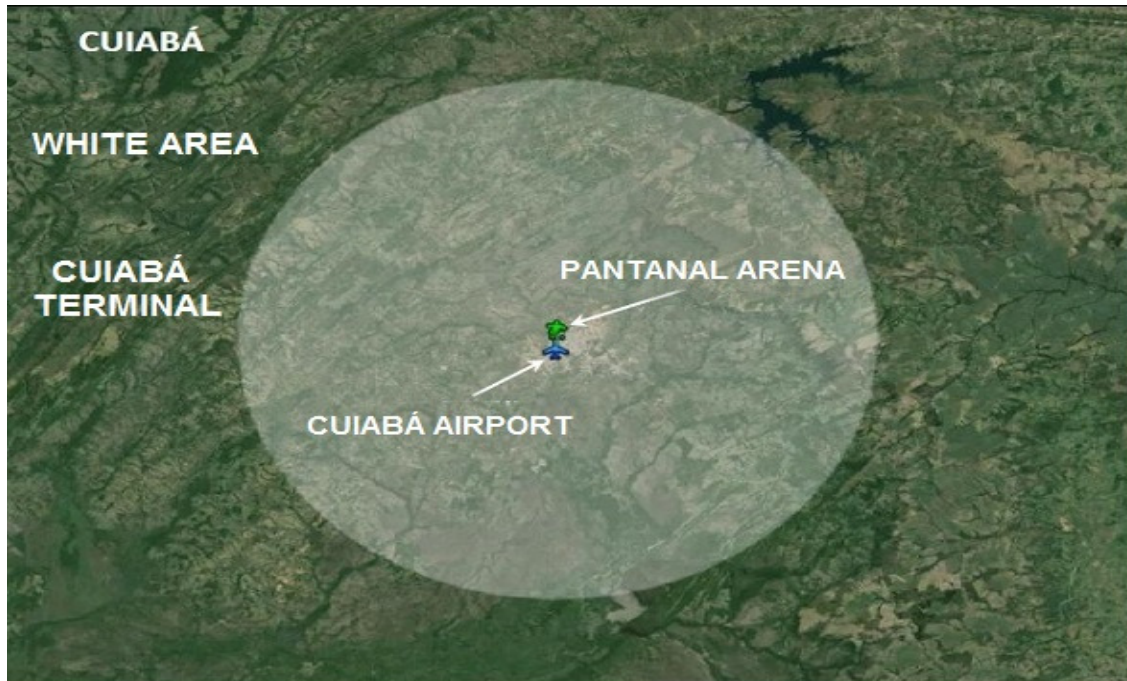 CUIABÁ
WHITE AREA
CUIABÁ
TERMINAL
PANTANAL ARENA
CUIABÁ AIRPORT